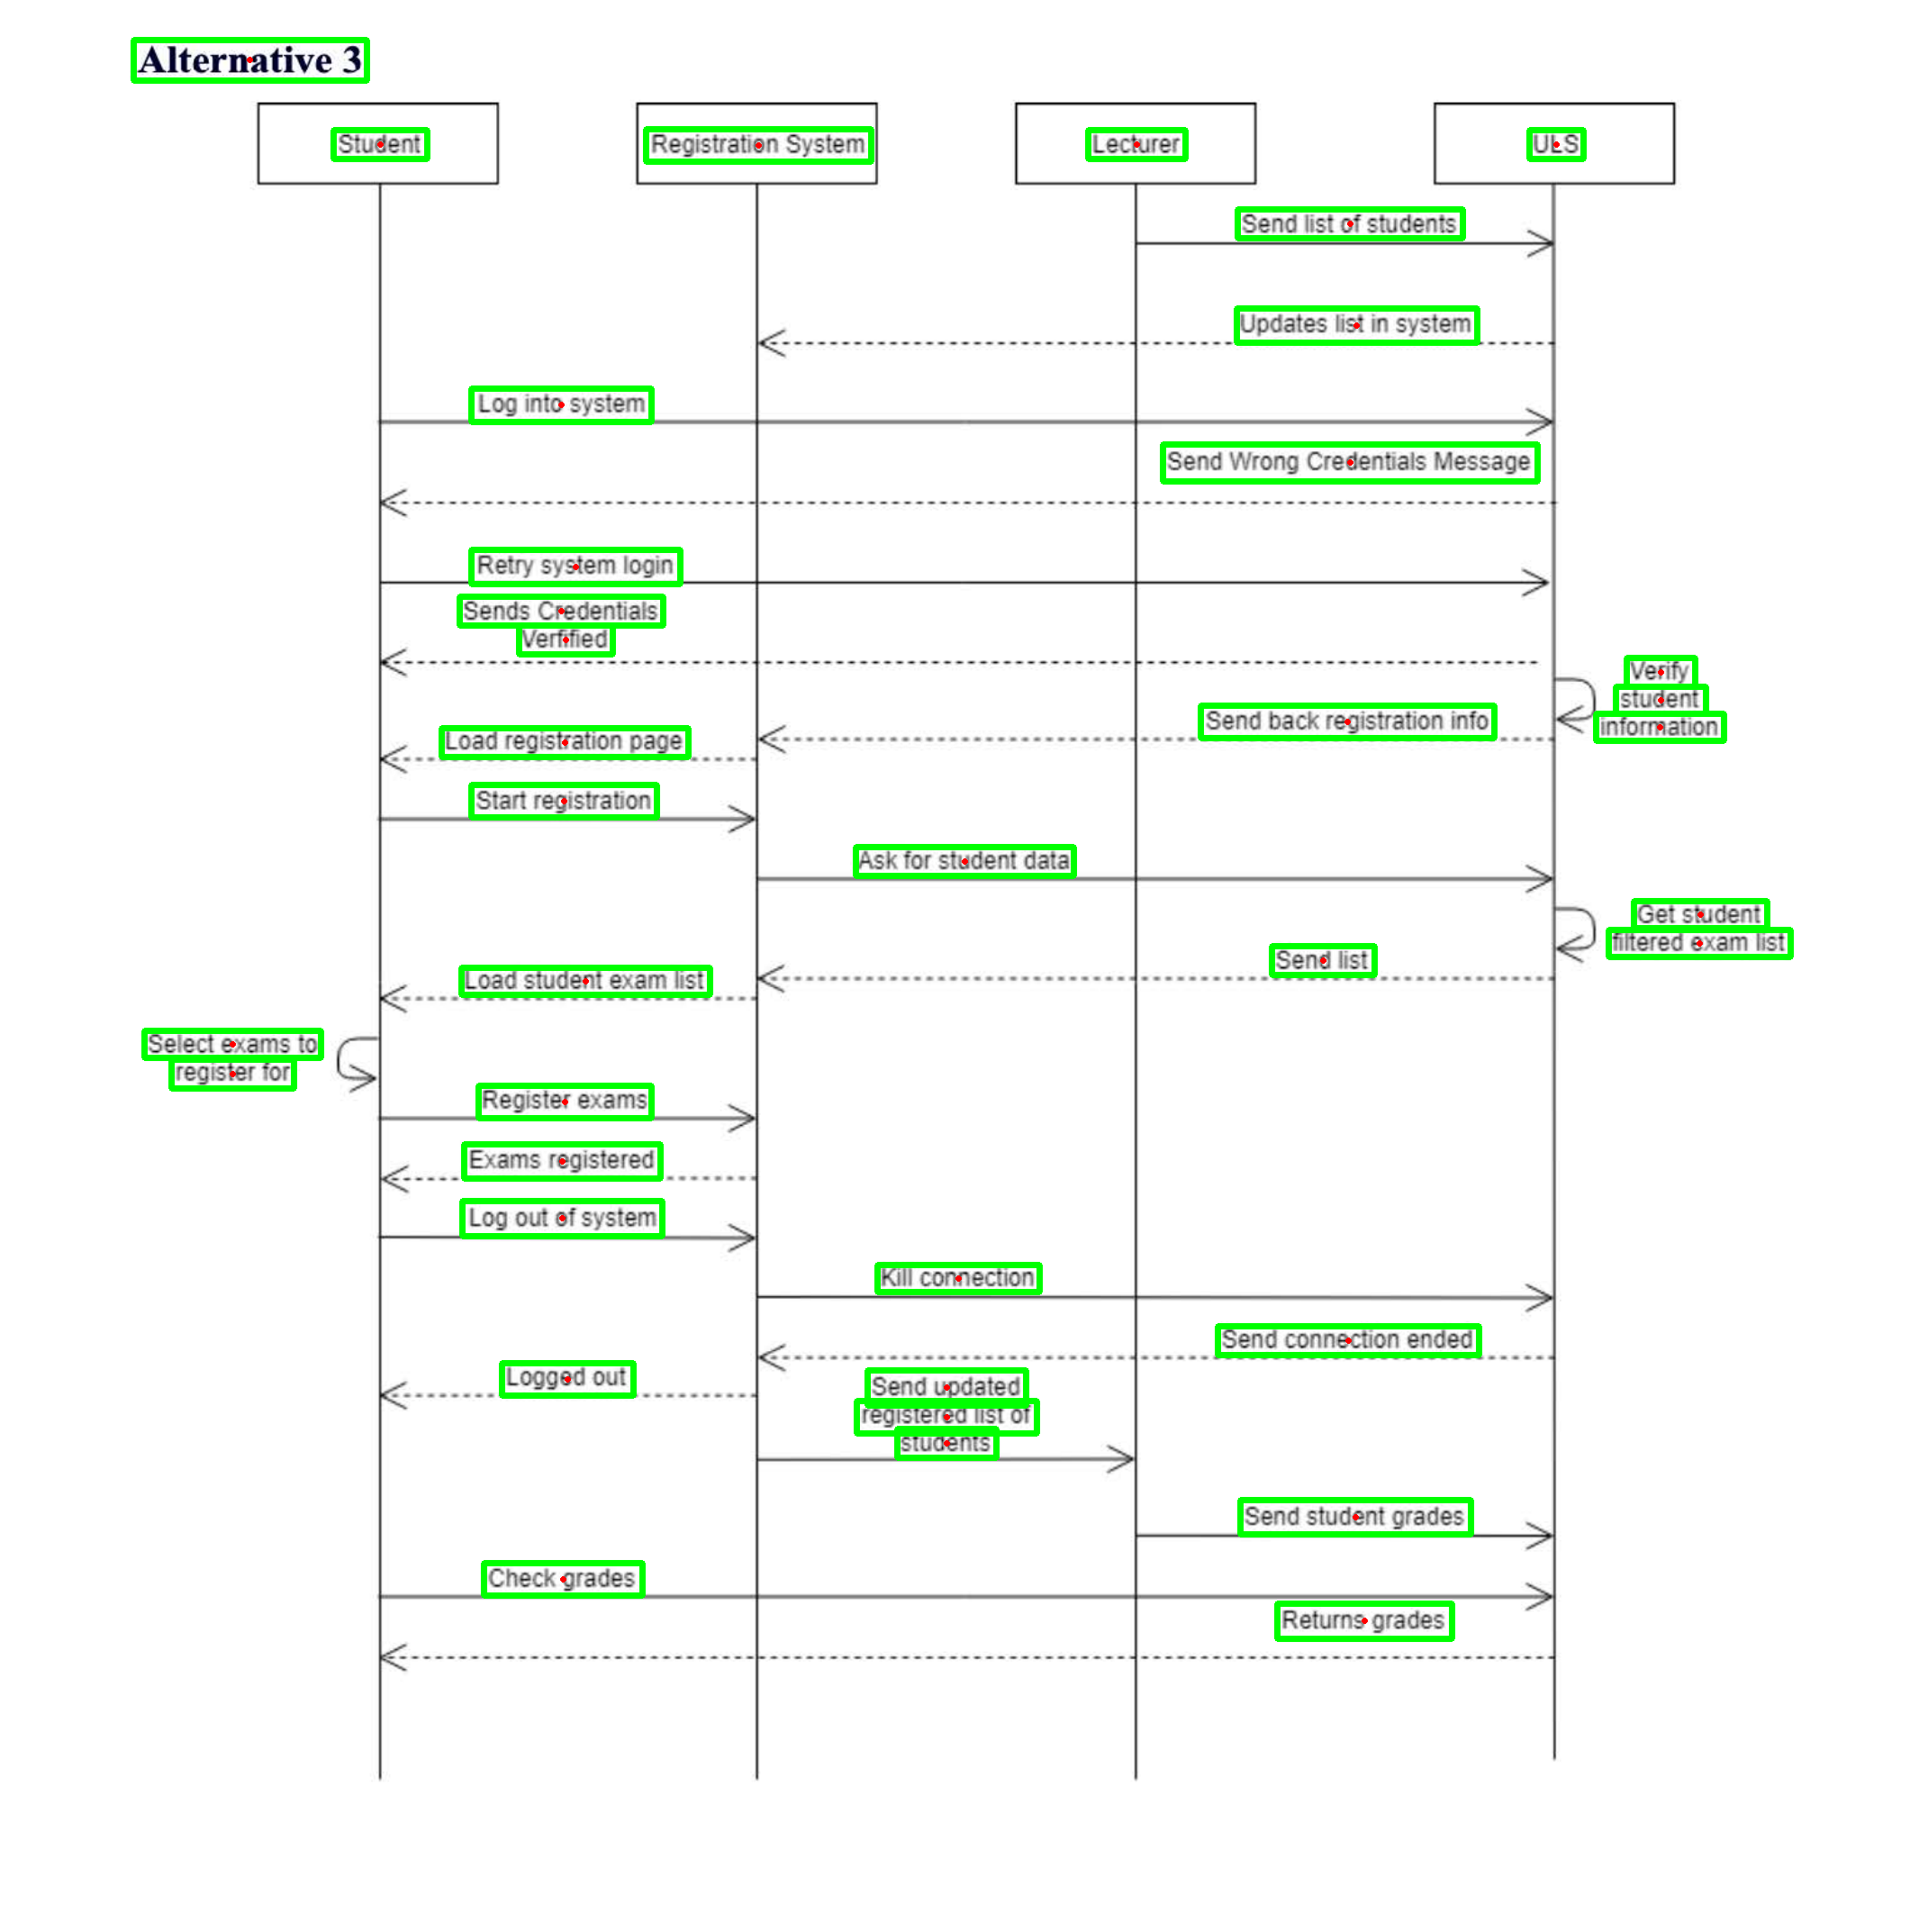 Alternative 3
Student
Registration System
Lecturer
ULS
Send list of students
Updates list in system
Log into system
Send Wrong Credentials Message
Retry system login
Sends Credentials
Verfified
Verify
student
information
Send back registration info
Load registration page
Start registration
Ask for student data
Get student
filtered exam list
Send list
Load student exam list
Select exams to
register for
Register exams
Exams registered
Log out of system
Kill connection
Send connection ended
Logged out
Send updated
registered list of
students
Send student grades
Check grades
Returns grades